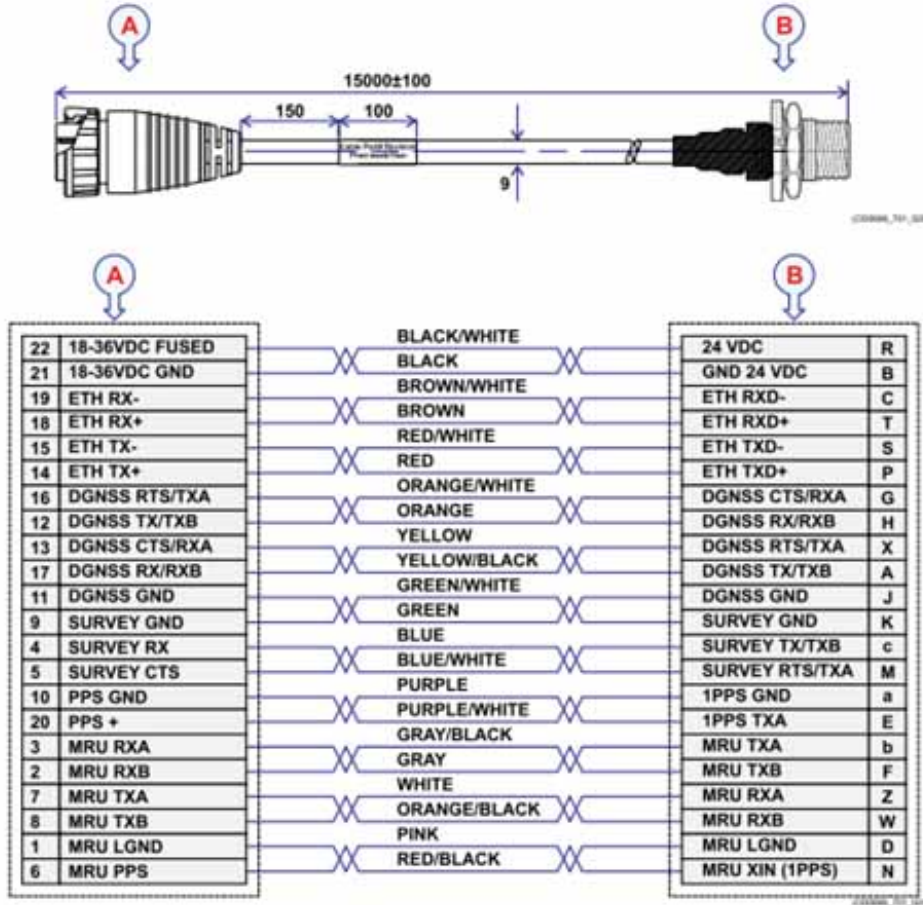 A
B
15000±100
150
100
9
A
B
BLACK/WHITE
22 18-36VDC FUSED 24 VDC R
BLACK
21 18-36VDC GND GND 24 VDC B
BROWN/WHITE
19 ETH RX- ETH RXD- C
BROWN
18 ETH RX+ ETH RXD+ T
RED/WHITE
15 ETH TX- ETH TXD- S
RED
14 ETH TX+ ETH TXD+ P
ORANGE/WHITE
16 DGNSS RTS/TXA DGNSS CTS/RXA G
ORANGE
12 DGNSS TX/TXB DGNSS RX/RXB H
YELLOW
13 DGNSS CTS/RXA DGNSS RTS/TXA X
YELLOW/BLACK
17 DGNSS RX/RXB DGNSS TX/TXB A
GREEN/WHITE
11 DGNSS GND DGNSS GND J
GREEN
9 SURVEY GND SURVEY GND K
BLUE
4 SURVEY RX SURVEY TX/TXB c
BLUE/WHITE
5 SURVEY CTS SURVEY RTS/TXA M
PURPLE
10 PPS GND 1PPS GND a
PURPLE/WHITE
20 PPS + 1PPS TXA E
GRAY/BLACK
3 MRU RXA MRU TXA b
GRAY
2 MRU RXB MRU TXB F
WHITE
7 MRU TXA MRU RXA Z
ORANGE/BLACK
8 MRU TXB MRU RXB W
PINK
1 MRU LGND MRU LGND D
RED/BLACK
6 MRU PPS MRU XIN (1PPS) N